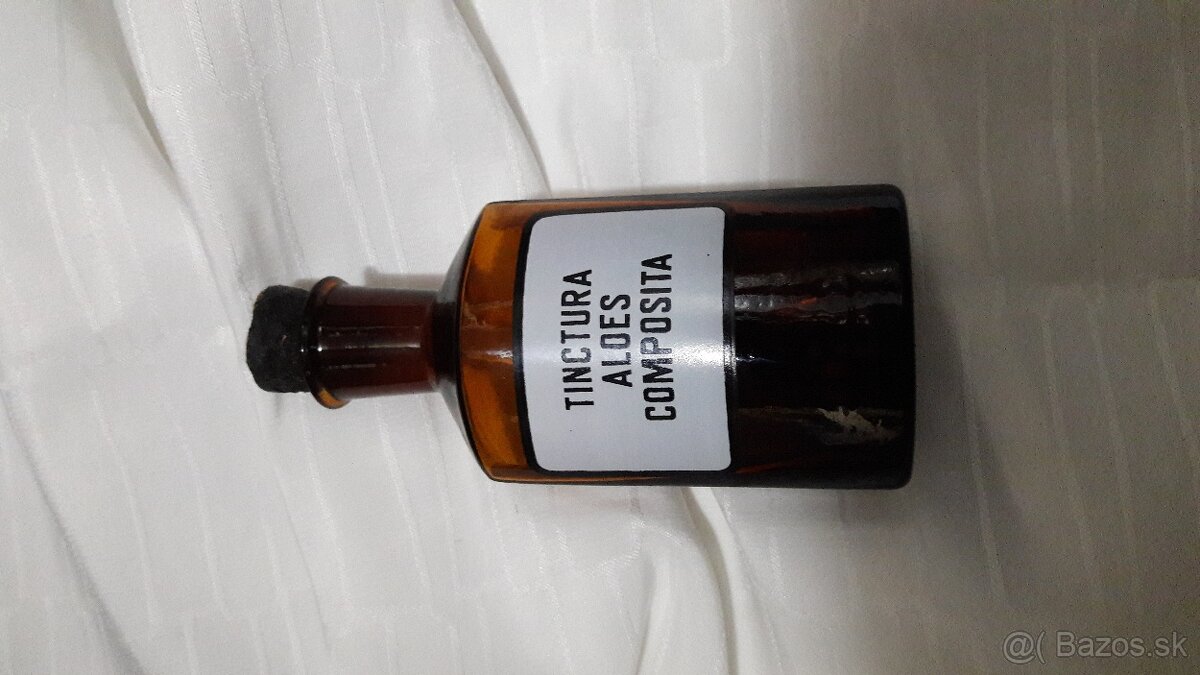 TINCTURA
ALOES
COMPOSITA
@( Bazos.sk